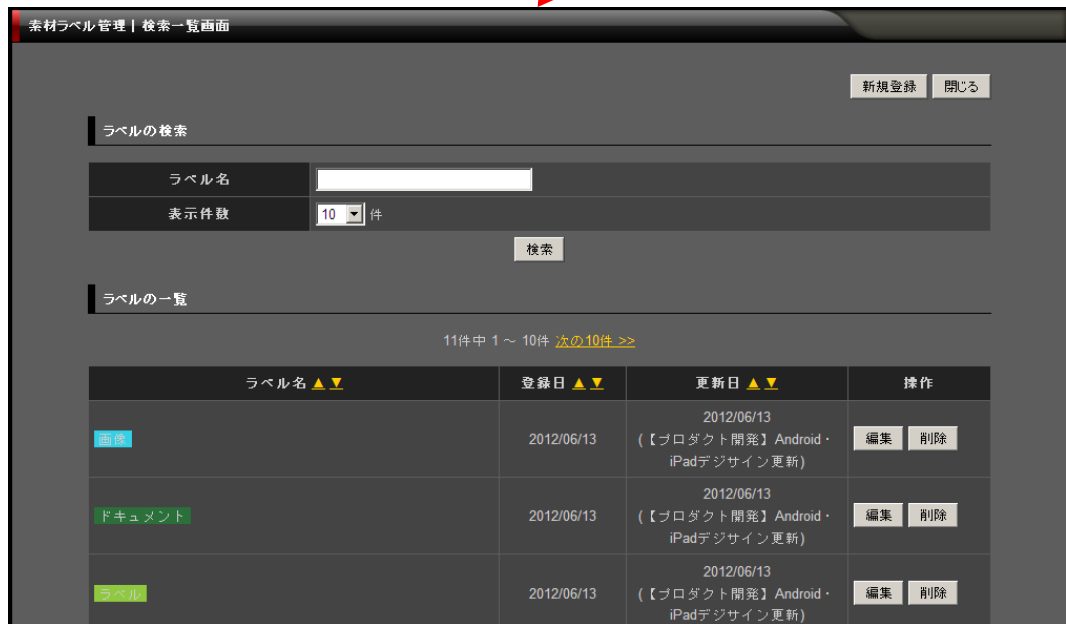 素材ラベル管理 | 検索一覧画面
新規登録 閉じる
ラベルの検索
ラベル名
表示件数 10 件
検索
ラベルの一覧
11件中 1 ~ 10件 次の10件 >>
ラベル名 ▲ ▼ 登録日 ▲ ▼ 更新日 ▲ ▼ 操作
画像 2012/06/13 2012/06/13
(【プロダクト開発】Android・
iPadデジサイン更新) 編集 削除
ドキュメント 2012/06/13 2012/06/13
(【プロダクト開発】Android・
iPadデジサイン更新) 編集 削除
ラベル 2012/06/13 2012/06/13
(【プロダクト開発】Android・
iPadデジサイン更新) 編集 削除